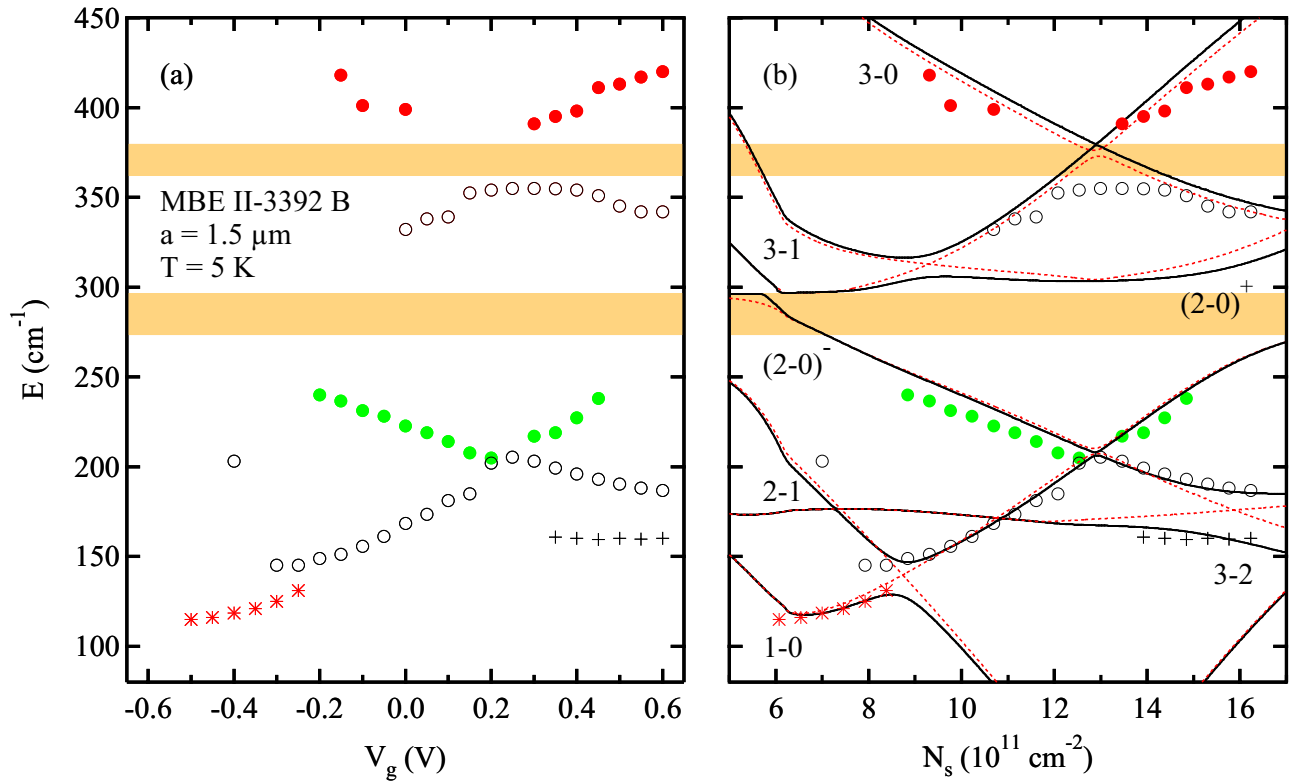 450
400
350
300
250
200
150
100
E (cm⁻¹)
(a)
MBE II-3392 B
a = 1.5 µm
T = 5 K
-0.6 -0.4 -0.2 0.0 0.2 0.4 0.6
V_g (V)
(b)
3-0
3-1
(2-0)⁺
(2-0)⁻
2-1
3-2
1-0
6 8 10 12 14 16
N_s (10¹¹ cm⁻²)